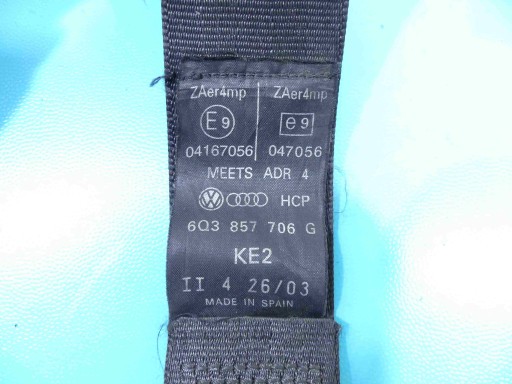 ZAer4mp ZAer4mp
E9 e9
04167056 047056
MEETS ADR 4
HCP
6Q3 857 706 G
KE2
II 4 26/03
MADE IN SPAIN